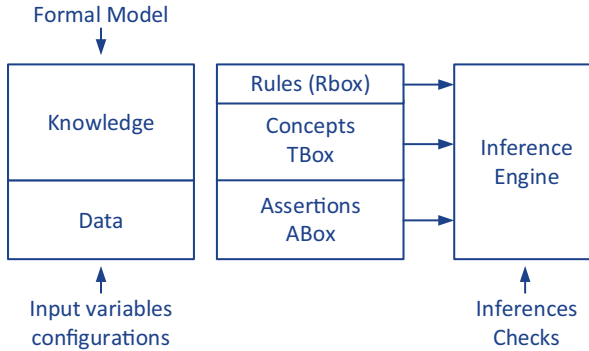 Formal Model
Knowledge
Data
Input variables
configurations
Rules (Rbox)
Concepts
TBox
Assertions
ABox
Inference
Engine
Inferences
Checks